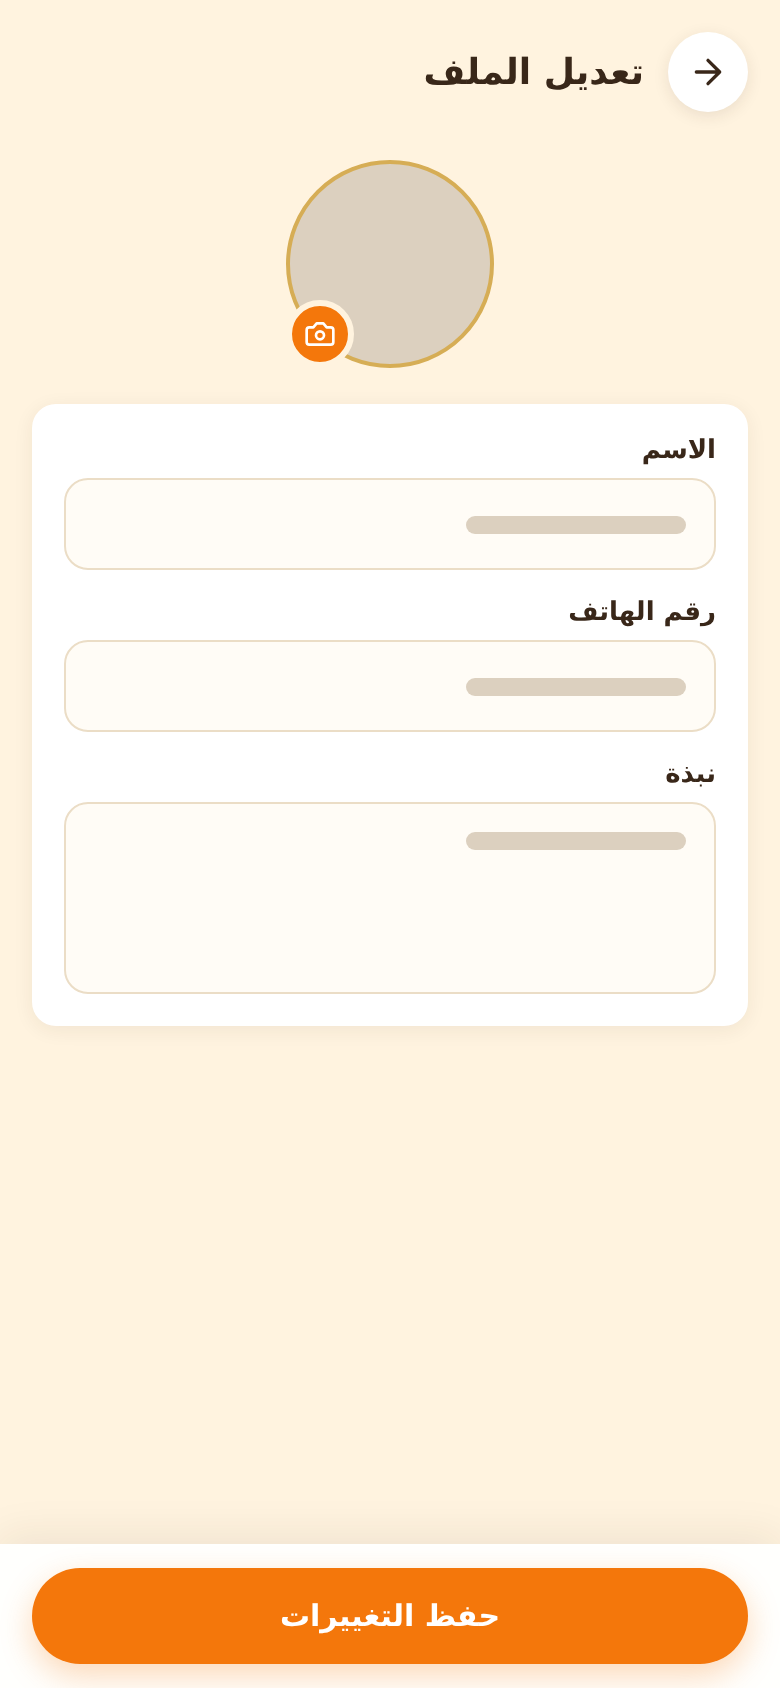 تعديل الملف
الاسم
رقم الهاتف
نبذة
حفظ التغييرات